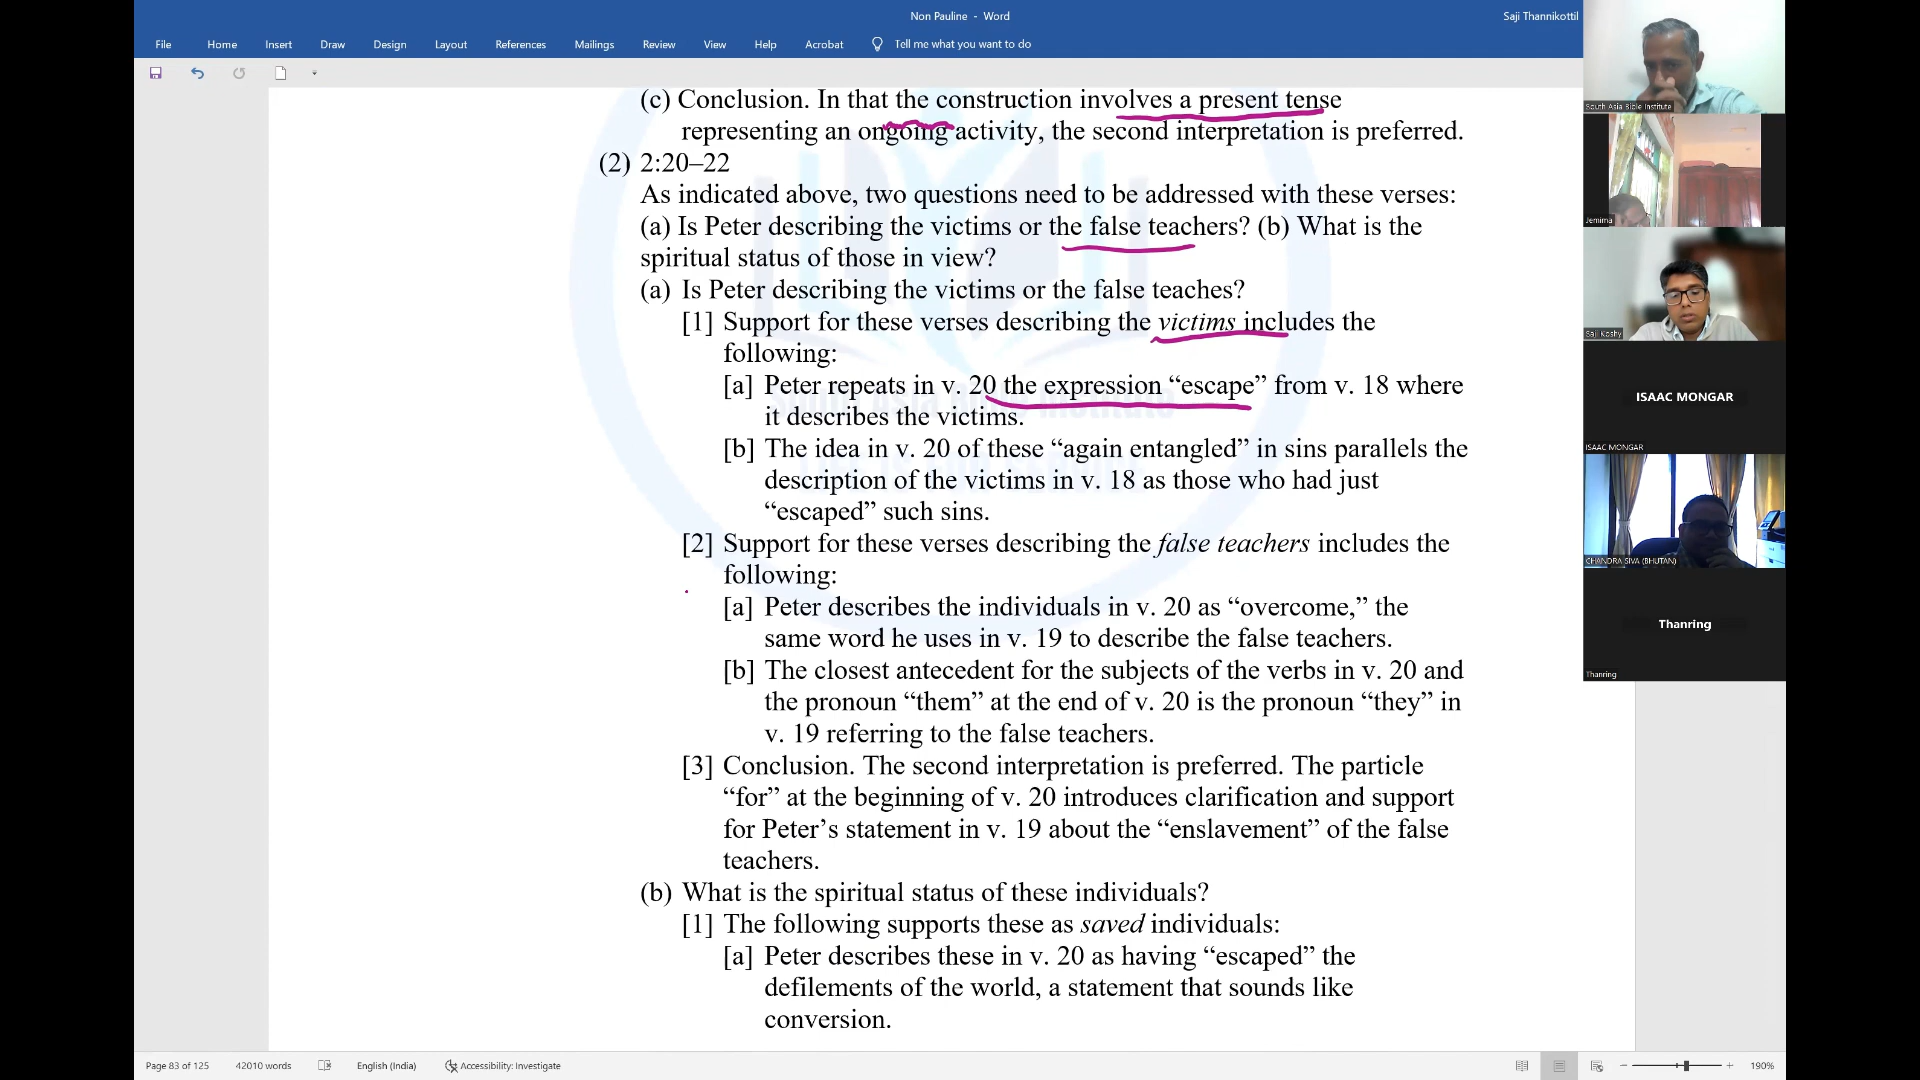 Non Pauline - Word
Saji Thannikottil
File Home Insert Draw Design Layout References Mailings Review View Help Acrobat Tell me what you want to do
(c) Conclusion. In that the construction involves a present tense
representing an ongoing activity, the second interpretation is preferred.
(2) 2:20–22
As indicated above, two questions need to be addressed with these verses:
(a) Is Peter describing the victims or the false teachers? (b) What is the
spiritual status of those in view?
(a) Is Peter describing the victims or the false teaches?
[1] Support for these verses describing the victims includes the
following:
[a] Peter repeats in v. 20 the expression “escape” from v. 18 where
it describes the victims.
[b] The idea in v. 20 of these “again entangled” in sins parallels the
description of the victims in v. 18 as those who had just
“escaped” such sins.
[2] Support for these verses describing the false teachers includes the
following:
[a] Peter describes the individuals in v. 20 as “overcome,” the
same word he uses in v. 19 to describe the false teachers.
[b] The closest antecedent for the subjects of the verbs in v. 20 and
the pronoun “them” at the end of v. 20 is the pronoun “they” in
v. 19 referring to the false teachers.
[3] Conclusion. The second interpretation is preferred. The particle
“for” at the beginning of v. 20 introduces clarification and support
for Peter’s statement in v. 19 about the “enslavement” of the false
teachers.
(b) What is the spiritual status of these individuals?
[1] The following supports these as saved individuals:
[a] Peter describes these in v. 20 as having “escaped” the
defilements of the world, a statement that sounds like
conversion.
Page 83 of 125 42010 words English (India) Accessibility: Investigate 190%
South Asia Bible Institute
Jemima
Saji Koshy
ISAAC MONGAR
ISAAC MONGAR
CHANDRA SIVA (BHUTAN)
Thanring
Thanring